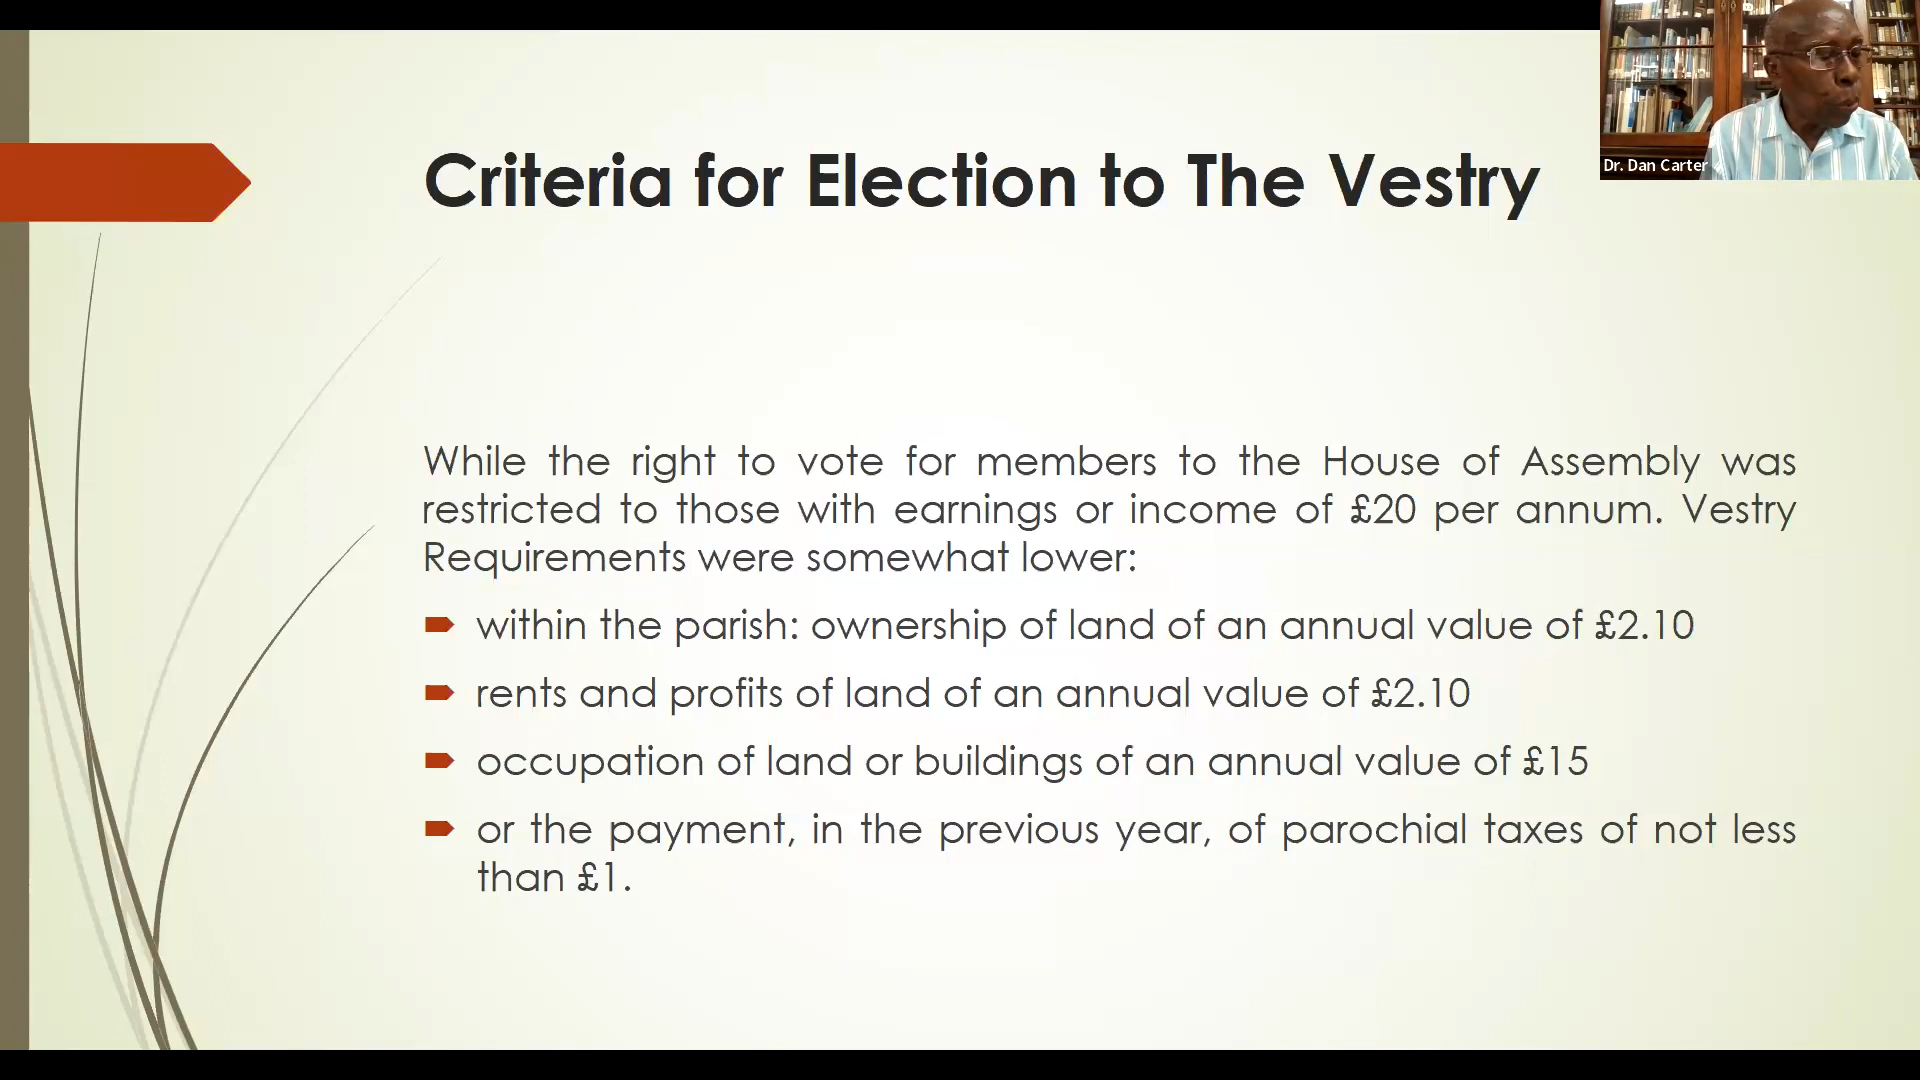 Dr. Dan Carter
Criteria for Election to The Vestry
While the right to vote for members to the House of Assembly was
restricted to those with earnings or income of £20 per annum. Vestry
Requirements were somewhat lower:
within the parish: ownership of land of an annual value of £2.10
rents and profits of land of an annual value of £2.10
occupation of land or buildings of an annual value of £15
or the payment, in the previous year, of parochial taxes of not less
than £1.